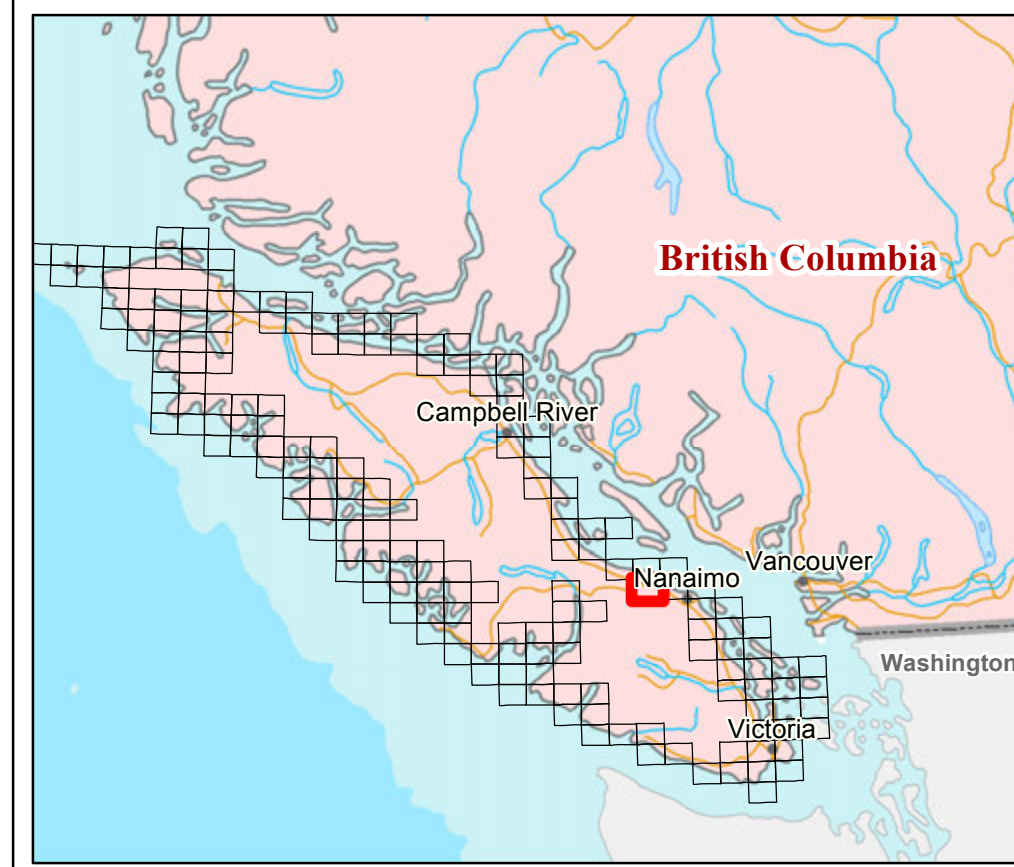 British Columbia
Campbell River
Nanaimo
Vancouver
Washington
Victoria